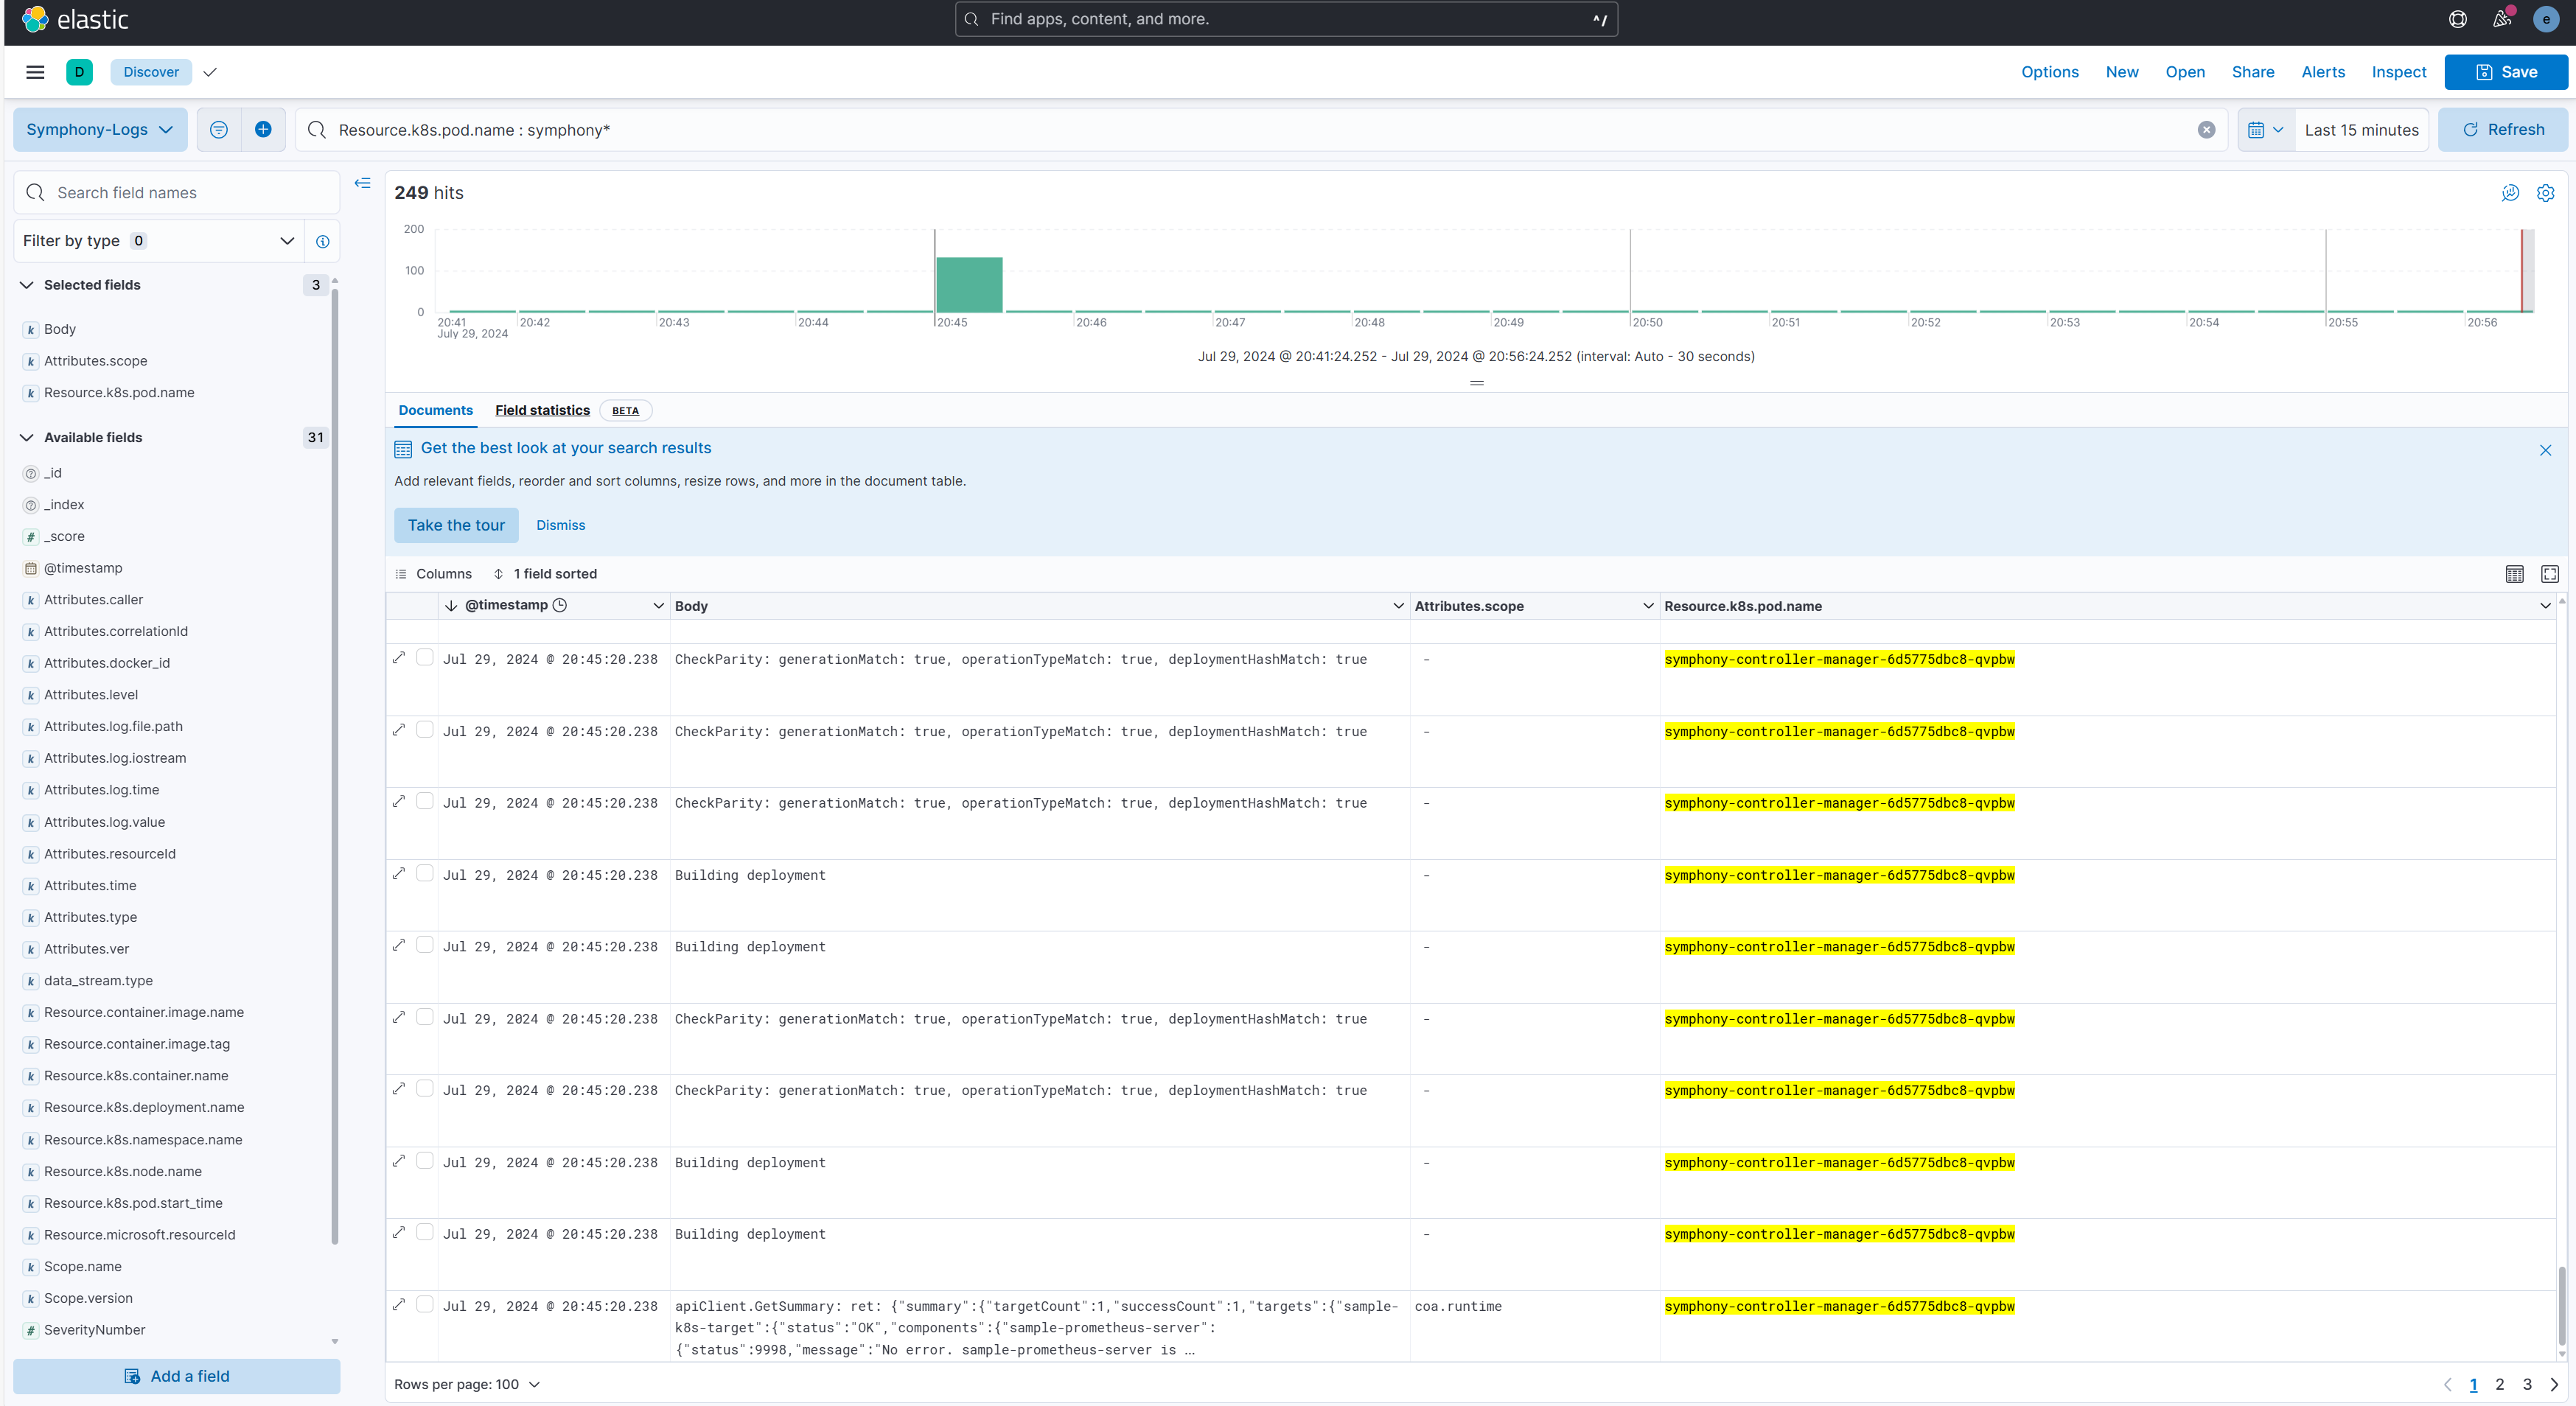 elastic
Find apps, content, and more.
^/
e
D
Discover
Options
New
Open
Share
Alerts
Inspect
Save
Symphony-Logs
Resource.k8s.pod.name : symphony*
Last 15 minutes
Refresh
Search field names
Filter by type 0
Selected fields 3
k Body
k Attributes.scope
k Resource.k8s.pod.name
Available fields 31
_id
_index
# _score
@timestamp
k Attributes.caller
k Attributes.correlationId
k Attributes.docker_id
k Attributes.level
k Attributes.log.file.path
k Attributes.log.iostream
k Attributes.log.time
k Attributes.log.value
k Attributes.resourceId
k Attributes.time
k Attributes.type
k Attributes.ver
k data_stream.type
k Resource.container.image.name
k Resource.container.image.tag
k Resource.k8s.container.name
k Resource.k8s.deployment.name
k Resource.k8s.namespace.name
k Resource.k8s.node.name
k Resource.k8s.pod.start_time
k Resource.microsoft.resourceId
k Scope.name
k Scope.version
# SeverityNumber
Add a field
249 hits
200
100
0
20:41 20:42 20:43 20:44 20:45 20:46 20:47 20:48 20:49 20:50 20:51 20:52 20:53 20:54 20:55 20:56
July 29, 2024
Jul 29, 2024 @ 20:41:24.252 - Jul 29, 2024 @ 20:56:24.252 (interval: Auto - 30 seconds)
Documents
Field statistics
BETA
Get the best look at your search results
Add relevant fields, reorder and sort columns, resize rows, and more in the document table.
Take the tour
Dismiss
Columns
1 field sorted
@timestamp Body Attributes.scope Resource.k8s.pod.name
Jul 29, 2024 @ 20:45:20.238 CheckParity: generationMatch: true, operationTypeMatch: true, deploymentHashMatch: true - symphony-controller-manager-6d5775dbc8-qvpbw
Jul 29, 2024 @ 20:45:20.238 CheckParity: generationMatch: true, operationTypeMatch: true, deploymentHashMatch: true - symphony-controller-manager-6d5775dbc8-qvpbw
Jul 29, 2024 @ 20:45:20.238 CheckParity: generationMatch: true, operationTypeMatch: true, deploymentHashMatch: true - symphony-controller-manager-6d5775dbc8-qvpbw
Jul 29, 2024 @ 20:45:20.238 Building deployment - symphony-controller-manager-6d5775dbc8-qvpbw
Jul 29, 2024 @ 20:45:20.238 Building deployment - symphony-controller-manager-6d5775dbc8-qvpbw
Jul 29, 2024 @ 20:45:20.238 CheckParity: generationMatch: true, operationTypeMatch: true, deploymentHashMatch: true - symphony-controller-manager-6d5775dbc8-qvpbw
Jul 29, 2024 @ 20:45:20.238 CheckParity: generationMatch: true, operationTypeMatch: true, deploymentHashMatch: true - symphony-controller-manager-6d5775dbc8-qvpbw
Jul 29, 2024 @ 20:45:20.238 Building deployment - symphony-controller-manager-6d5775dbc8-qvpbw
Jul 29, 2024 @ 20:45:20.238 Building deployment - symphony-controller-manager-6d5775dbc8-qvpbw
Jul 29, 2024 @ 20:45:20.238 apiClient.GetSummary: ret: {"summary":{"targetCount":1,"successCount":1,"targets":{"sample- coa.runtime symphony-controller-manager-6d5775dbc8-qvpbw
k8s-target":{"status":"OK","components":{"sample-prometheus-server":
{"status":9998,"message":"No error. sample-prometheus-server is ...
Rows per page: 100
1 2 3